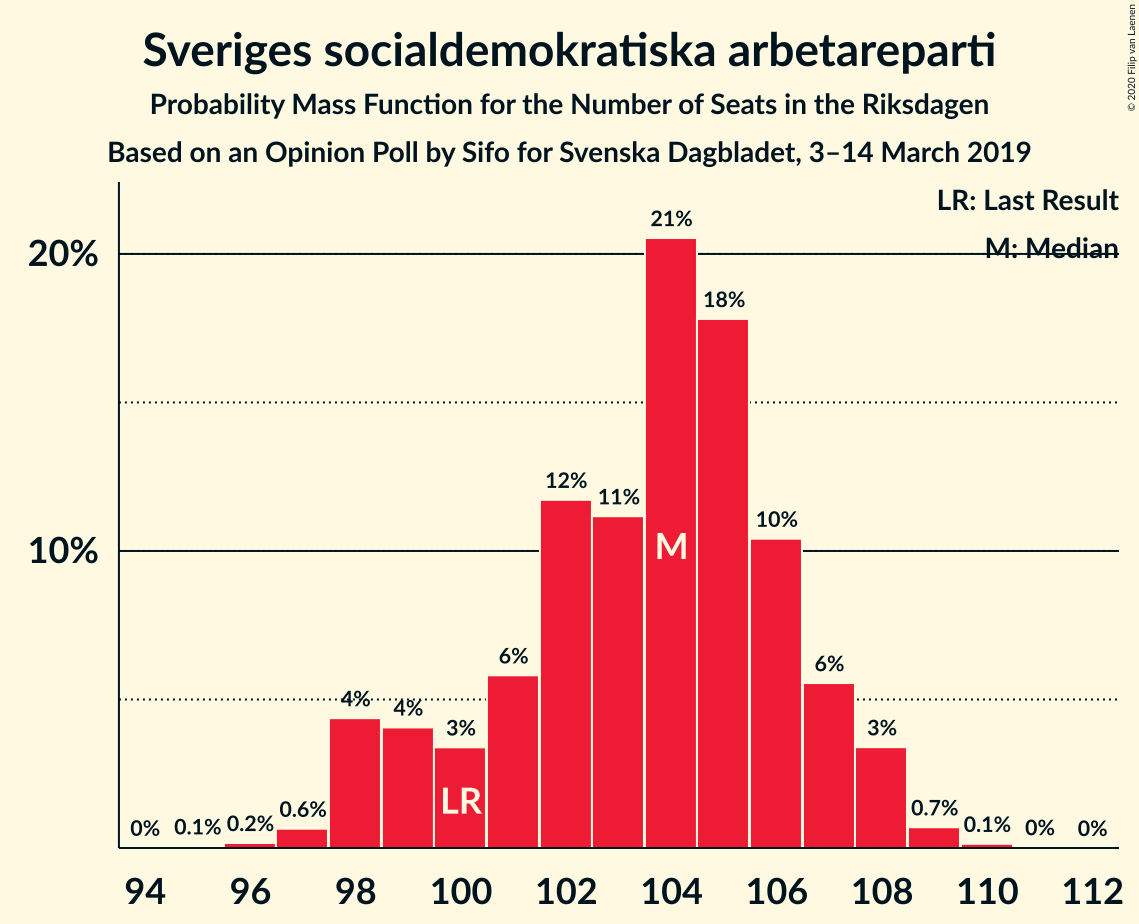 Sveriges socialdemokratiska arbetareparti
Probability Mass Function for the Number of Seats in the Riksdagen
Based on an Opinion Poll by Sifo for Svenska Dagbladet, 3–14 March 2019
© 2020 Filip van Laenen
LR: Last Result
M: Median
20%
10%
0% 0.1% 0.2% 0.6% 4% 4% 3% 6% 12% 11% 21% 18% 10% 6% 3% 0.7% 0.1% 0% 0%
M
LR
94 96 98 100 102 104 106 108 110 112